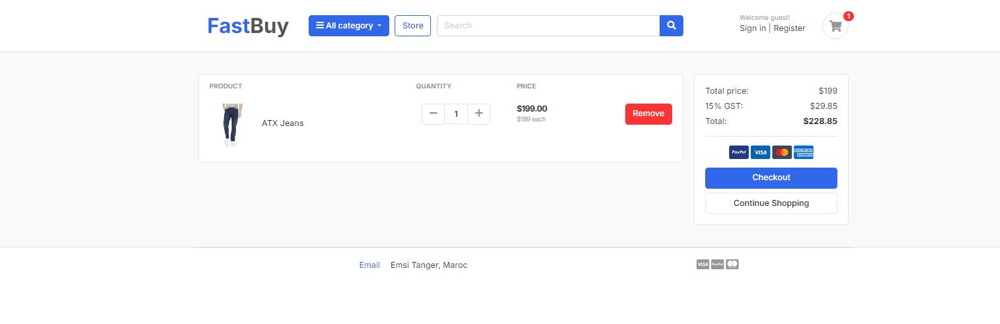 FastBuy
All category
Store
Search
Welcome guest!
Sign in | Register
1
PRODUCT QUANTITY PRICE
ATX Jeans
1
$199.00
$199 each
Remove
Total price: $199
15% GST: $29.85
Total: $228.85
PayPal VISA AMERICAN EXPRESS
Checkout
Continue Shopping
Email Emsi Tanger, Maroc
VISA PayPal